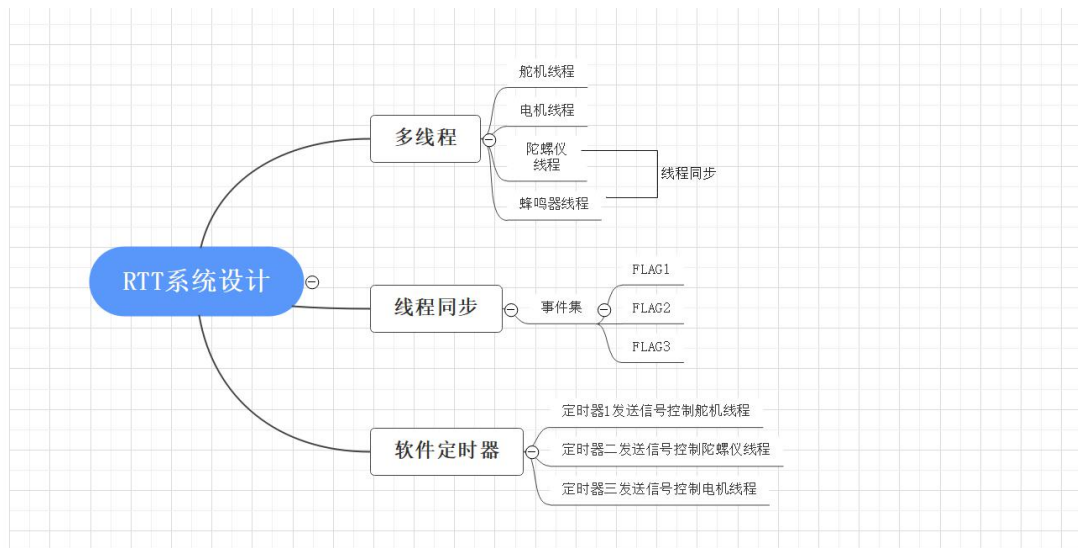 RTT系统设计
多线程
舵机线程
电机线程
陀螺仪
线程
蜂鸣器线程
线程同步
线程同步
事件集
FLAG1
FLAG2
FLAG3
软件定时器
定时器1发送信号控制舵机线程
定时器二发送信号控制陀螺仪线程
定时器三发送信号控制电机线程